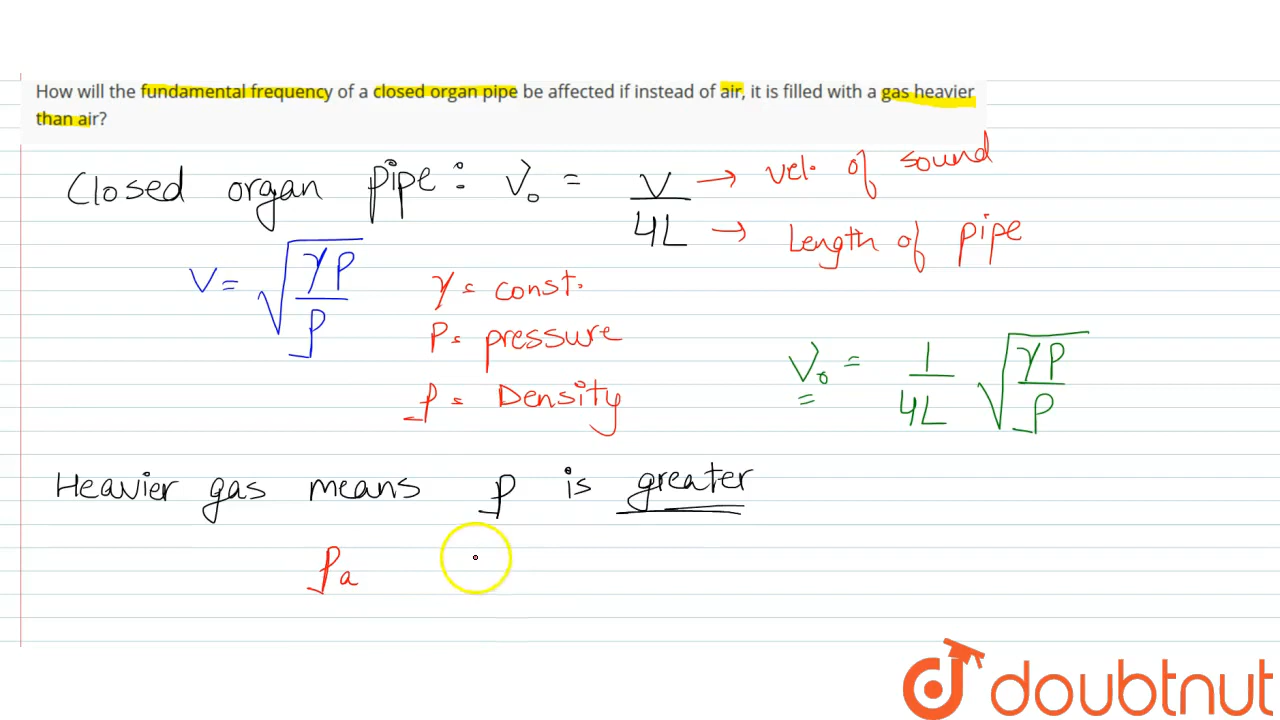 How will the fundamental frequency of a closed organ pipe be affected if instead of air, it is filled with a gas heavier
than air?
Closed organ pipe : ν₀ = v/4L → vel. of sound
→ Length of pipe
v = √(γP/ρ)
γ = const.
P = pressure
ρ = Density
ν₀ = 1/4L √(γP/ρ)
Heavier gas means ρ is greater
ρa
doubtnut